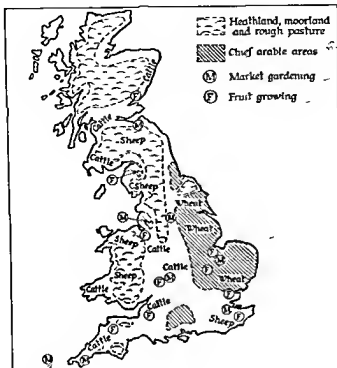 Heathland, moorland
and rough pasture
Chief arable areas
M Market gardening
F Fruit growing
Cattle
F
Cattle
M
Sheep
Cattle
F
Sheep
Wheat
M
M
F
Sheep
Wheat
Cattle
F
M
Sheep
Cattle
F
Cattle
F M
Wheat
Cattle
F
F
M
F
Sheep
F
Cattle
M
M